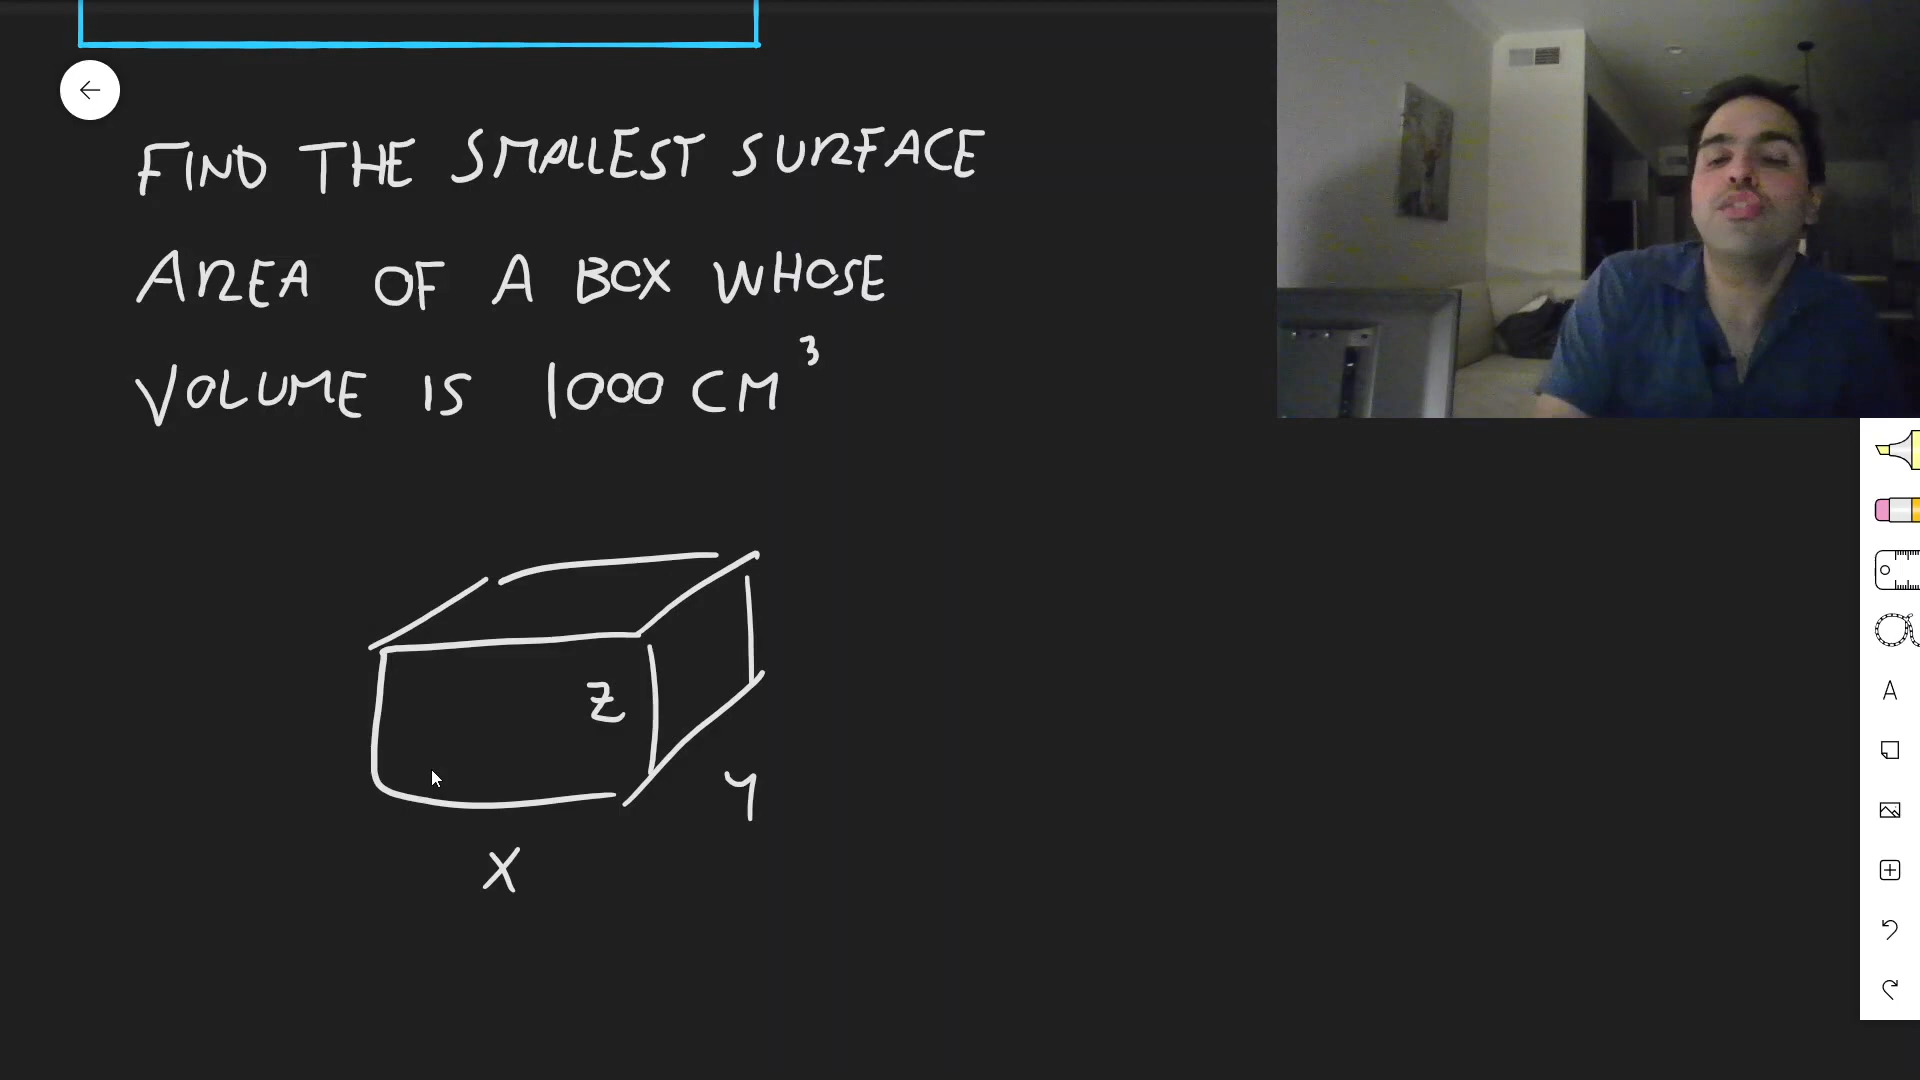 FIND THE SMALLEST SURFACE
AREA OF A BOX WHOSE
VOLUME IS 1000 CM³
Z
Y
X
A